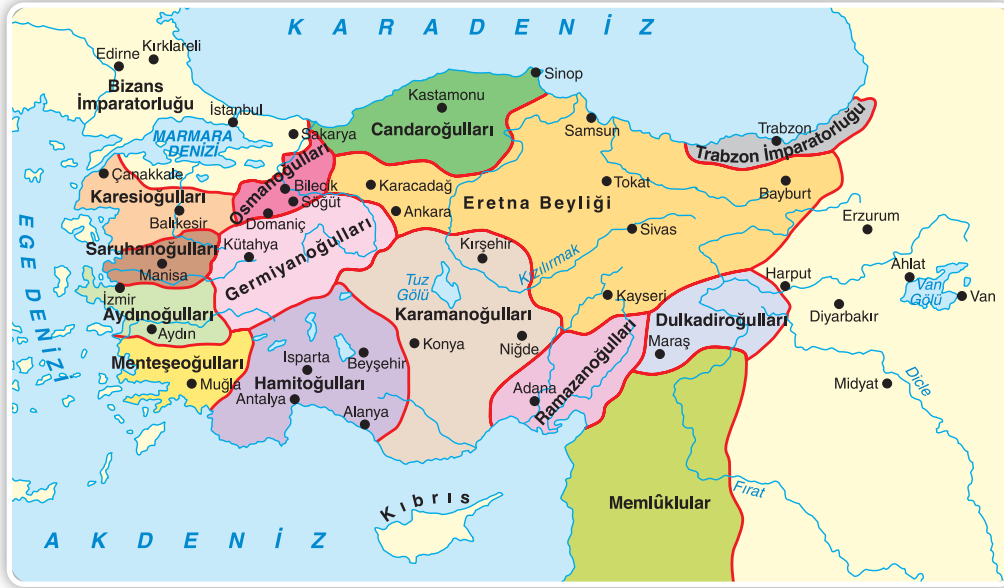 K A R A D E N İ Z
Edirne
Kırklareli
Bizans
İmparatorluğu
İstanbul
MARMARA
DENİZİ
Sakarya
Kastamonu
Candaroğulları
Sinop
Samsun
Trabzon
Trabzon İmparatorluğu
Çanakkale
Karesioğulları
Balıkesir
Osmanoğulları
Bilecik
Söğüt
Domaniç
Karacadağ
Ankara
Eretna Beyliği
Tokat
Sivas
Bayburt
Erzurum
Saruhanoğulları
Manisa
Kütahya
Germiyanoğulları
Kırşehir
Kızılırmak
Tuz
Gölü
Kayseri
Harput
Ahlat
Van
Gölü
Van
EGE DENİZİ
İzmir
Aydınoğulları
Aydın
Karamanoğulları
Konya
Niğde
Dulkadiroğulları
Maraş
Diyarbakır
Menteşeoğulları
Muğla
Isparta
Beyşehir
Hamitoğulları
Antalya
Alanya
Adana
Ramazanoğulları
Midyat
Dicle
Fırat
Memlûklular
Kıbrıs
A K D E N İ Z